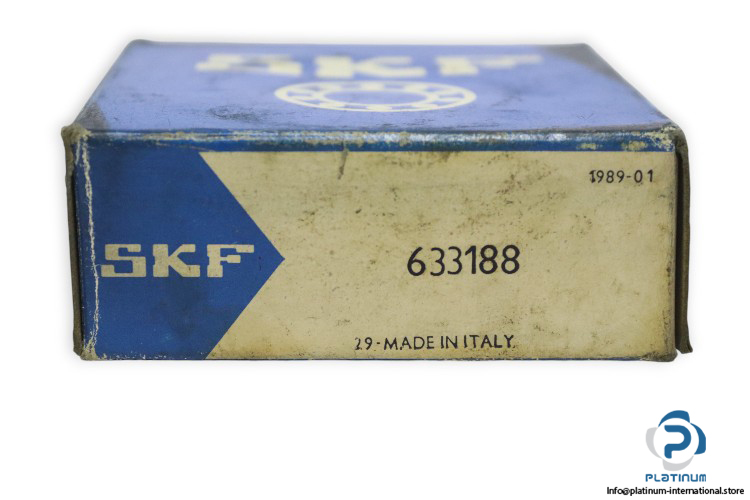 SKF
1989-01
SKF
633188
29-MADE IN ITALY.
PLATINUM
Info@platinum-international.store